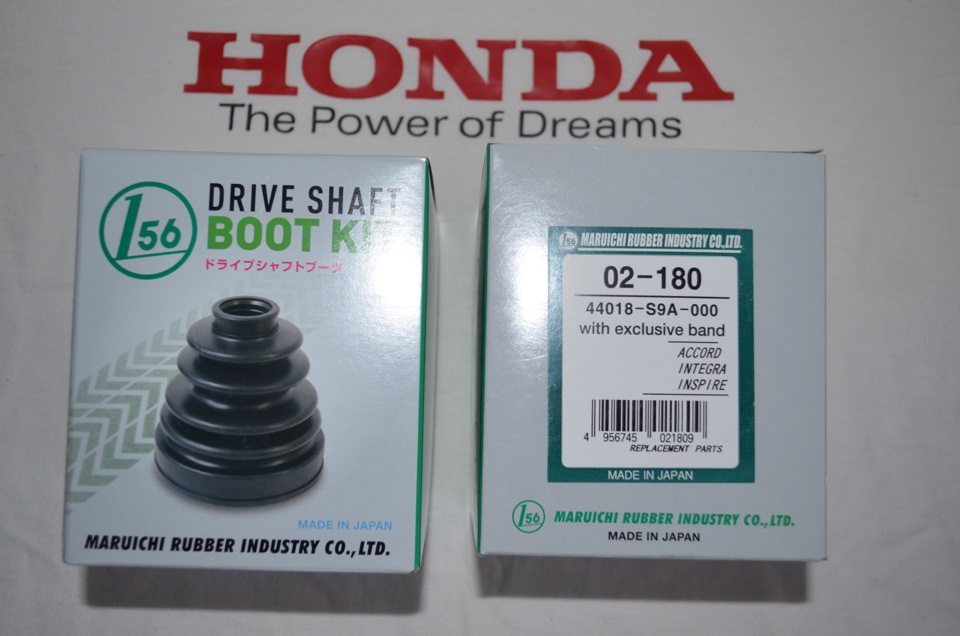 HONDA
The Power of Dreams
156
DRIVE SHAFT
BOOT KIT
ドライブシャフトブーツ
MADE IN JAPAN
MARUICHI RUBBER INDUSTRY CO.,LTD.
156 MARUICHI RUBBER INDUSTRY CO.,LTD.
02-180
44018-S9A-000
with exclusive band
ACCORD
INTEGRA
INSPIRE
4 956745 021809
REPLACEMENT PARTS
MADE IN JAPAN
156 MARUICHI RUBBER INDUSTRY CO.,LTD.
MADE IN JAPAN